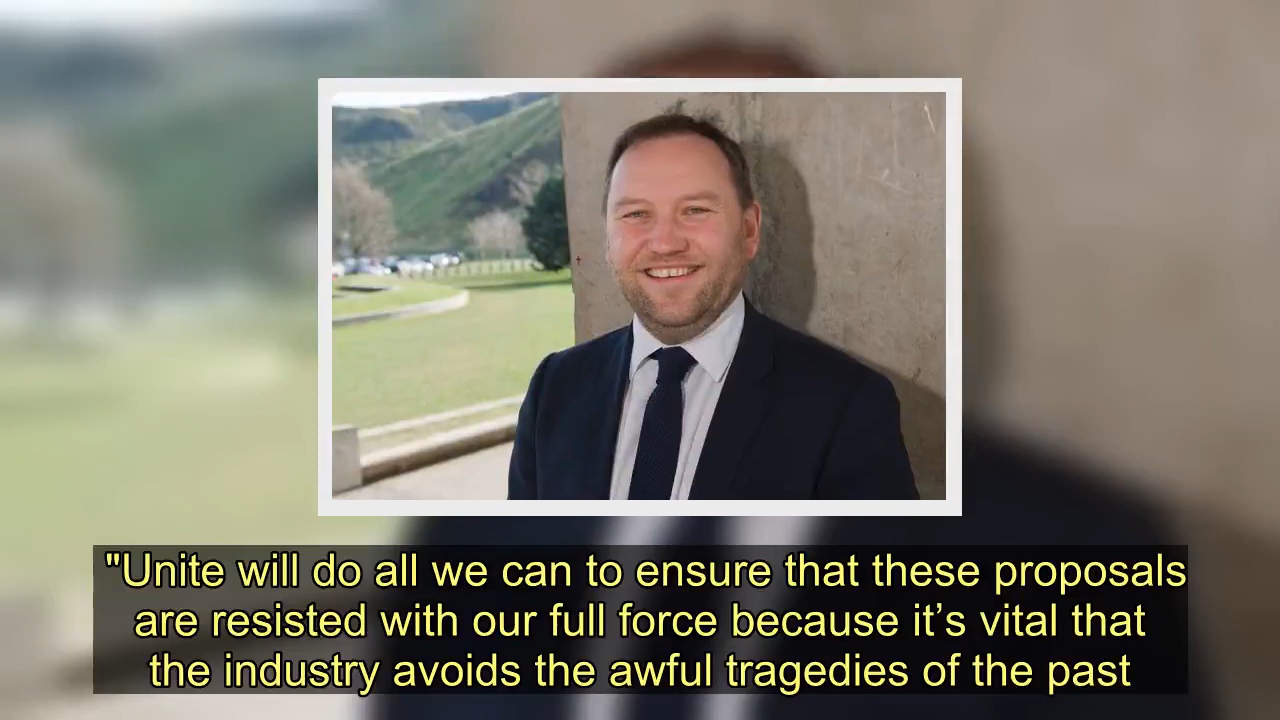 "Unite will do all we can to ensure that these proposals
are resisted with our full force because it’s vital that
the industry avoids the awful tragedies of the past